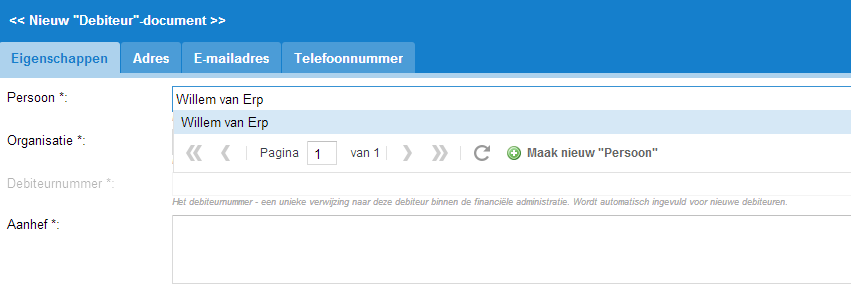 << Nieuw "Debiteur"-document >>
Eigenschappen Adres E-mailadres Telefoonnummer
Persoon *: Willem van Erp
Willem van Erp
Organisatie *:
Pagina 1 van 1 Maak nieuw "Persoon"
Debiteurnummer *:
Het debiteurnummer - een unieke verwijzing naar deze debiteur binnen de financiële administratie. Wordt automatisch ingevuld voor nieuwe debiteuren.
Aanhef *: